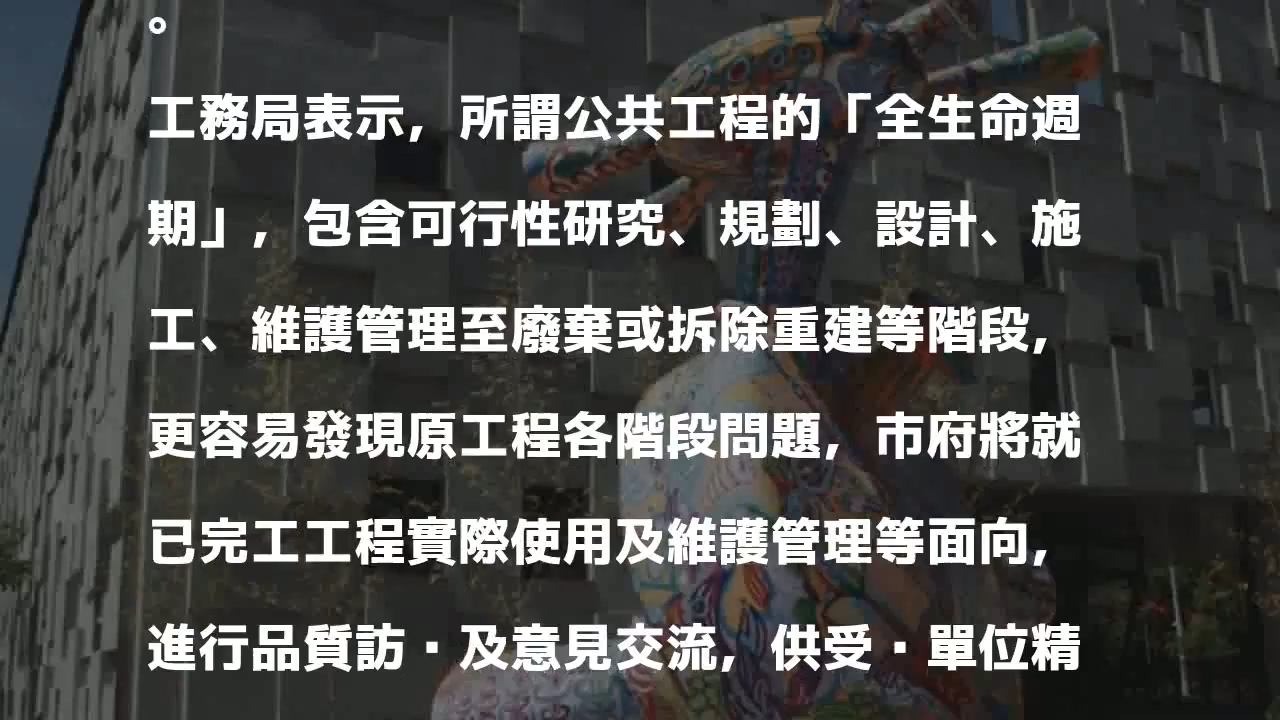 。
工務局表示，所謂公共工程的「全生命週
期」，包含可行性研究、規劃、設計、施
工、維護管理至廢棄或拆除重建等階段，
更容易發現原工程各階段問題，市府將就
已完工工程實際使用及維護管理等面向，
進行品質訪·及意見交流，供受·單位精